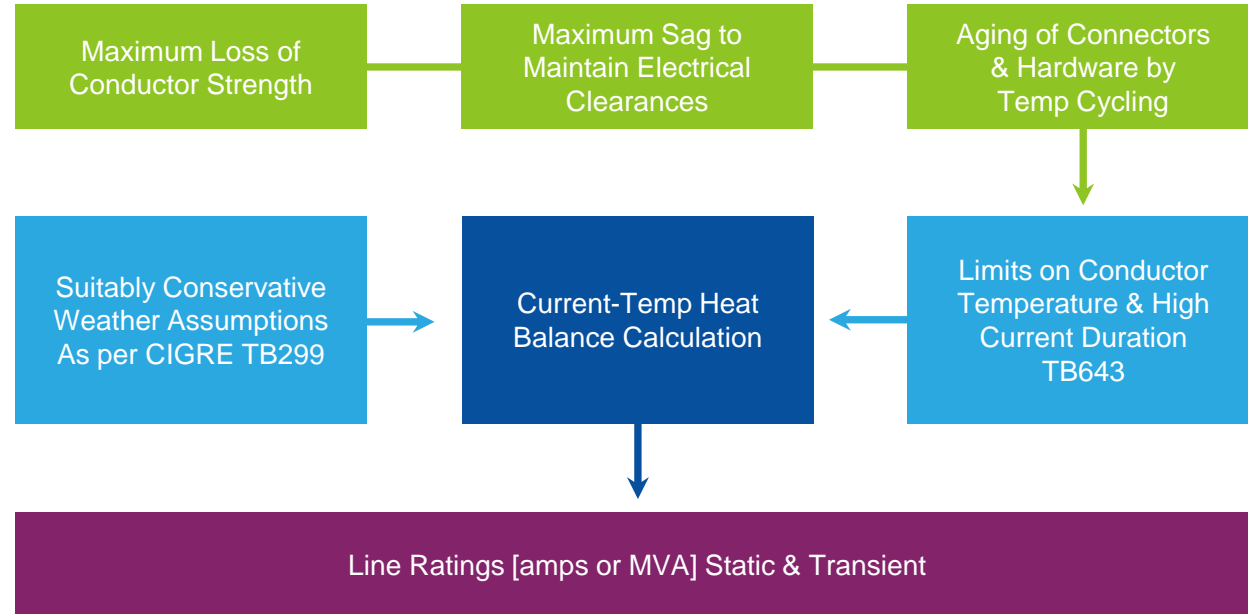 Maximum Loss of
Conductor Strength
Maximum Sag to
Maintain Electrical
Clearances
Aging of Connectors
& Hardware by
Temp Cycling
Suitably Conservative
Weather Assumptions
As per CIGRE TB299
Current-Temp Heat
Balance Calculation
Limits on Conductor
Temperature & High
Current Duration
TB643
Line Ratings [amps or MVA] Static & Transient